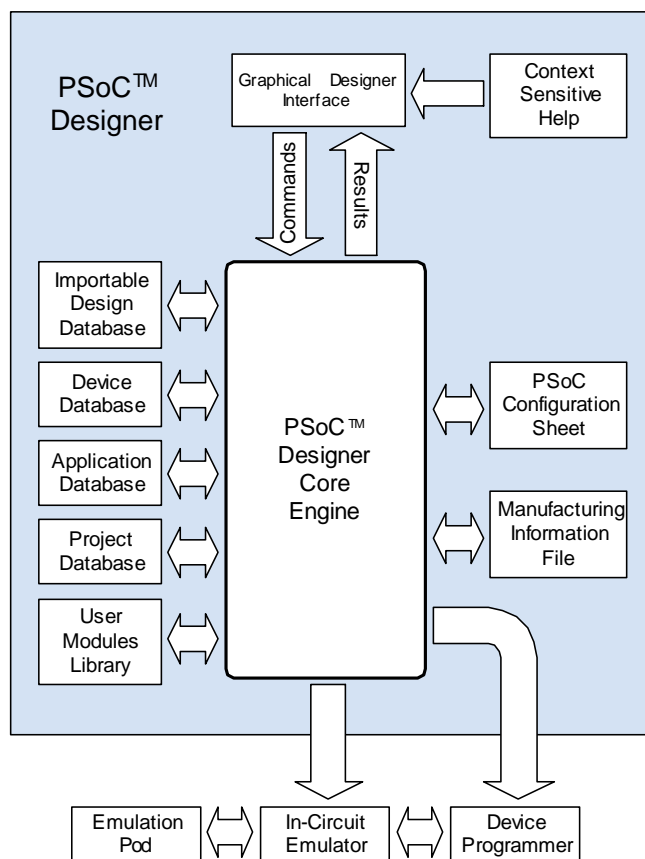 PSoC™
Designer
Graphical Designer
Interface
Context
Sensitive
Help
Commands
Results
Importable
Design
Database
Device
Database
Application
Database
Project
Database
User
Modules
Library
PSoC™
Designer
Core
Engine
PSoC
Configuration
Sheet
Manufacturing
Information
File
Emulation
Pod
In-Circuit
Emulator
Device
Programmer